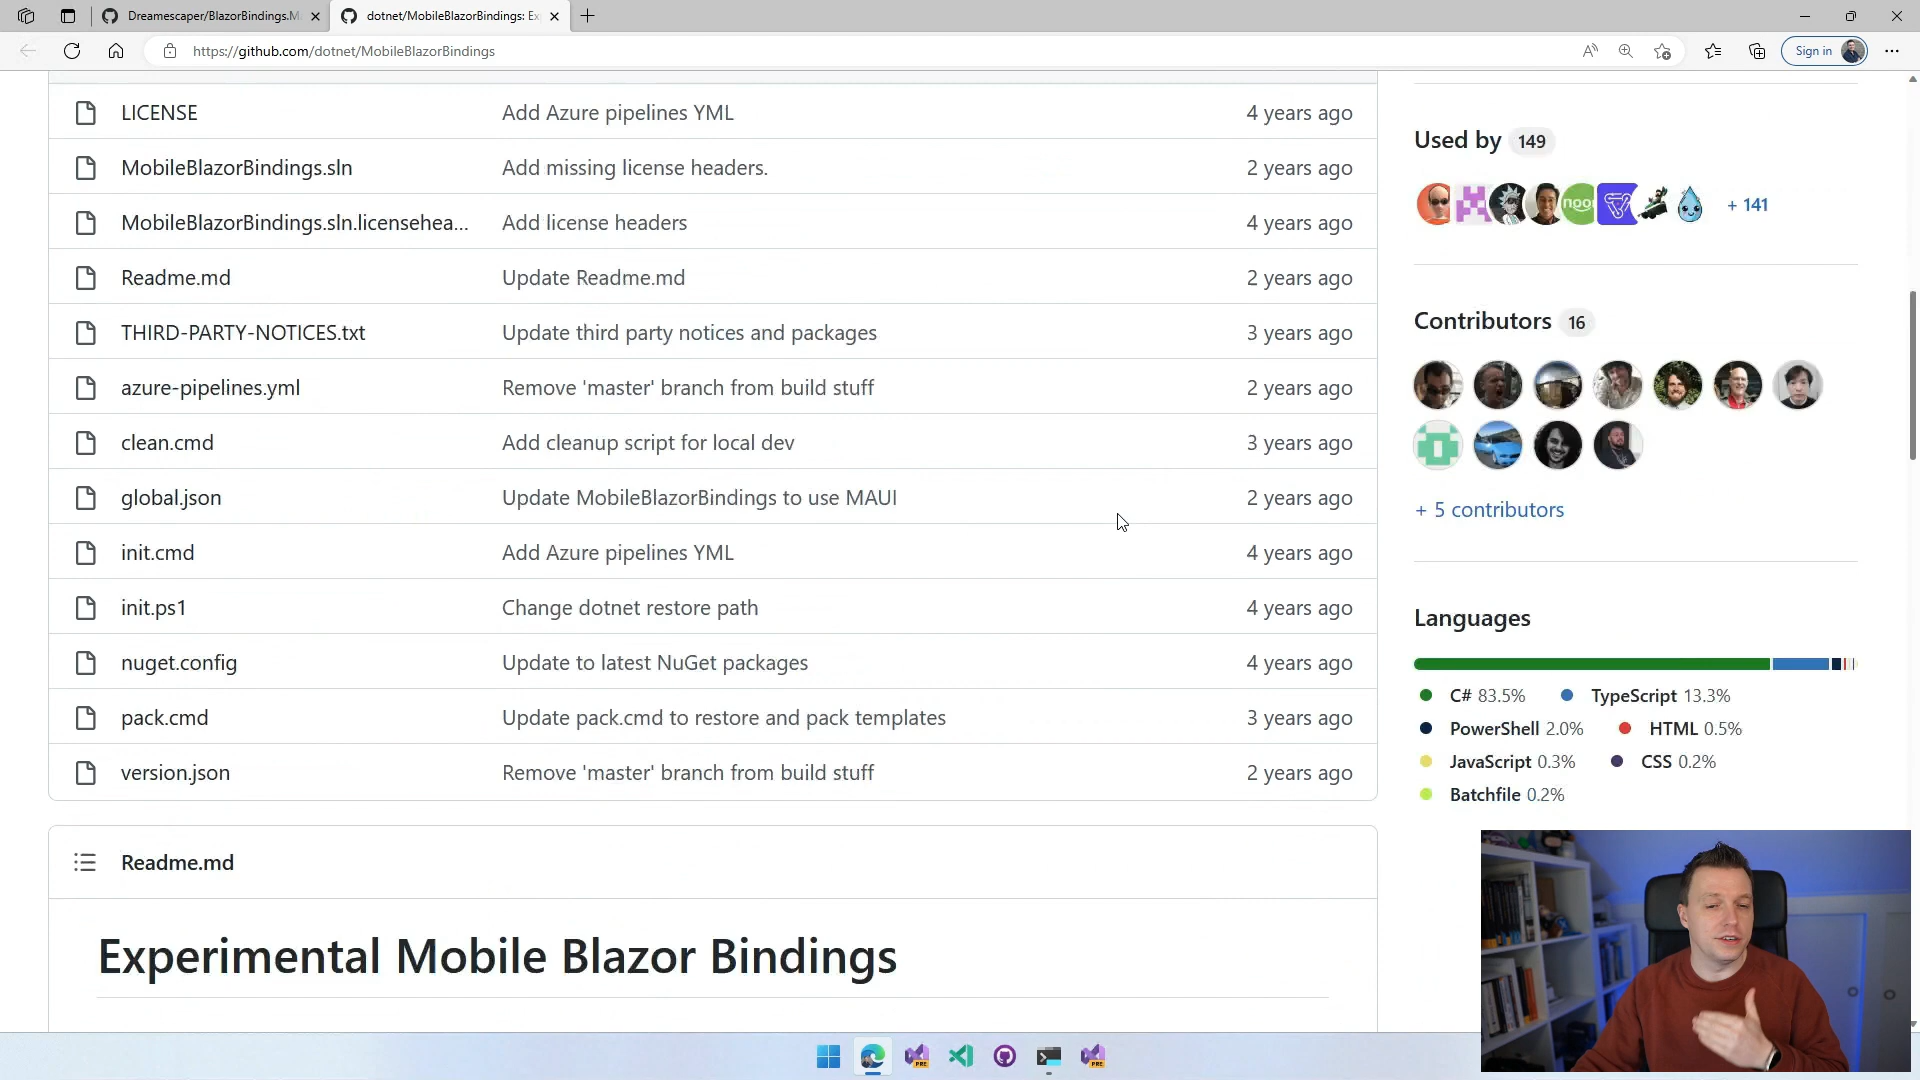 Dreamescaper/BlazorBindings.M
dotnet/MobileBlazorBindings: Ex
https://github.com/dotnet/MobileBlazorBindings
Sign in
LICENSE Add Azure pipelines YML 4 years ago
MobileBlazorBindings.sln Add missing license headers. 2 years ago
MobileBlazorBindings.sln.licensehea... Add license headers 4 years ago
Readme.md Update Readme.md 2 years ago
THIRD-PARTY-NOTICES.txt Update third party notices and packages 3 years ago
azure-pipelines.yml Remove 'master' branch from build stuff 2 years ago
clean.cmd Add cleanup script for local dev 3 years ago
global.json Update MobileBlazorBindings to use MAUI 2 years ago
init.cmd Add Azure pipelines YML 4 years ago
init.ps1 Change dotnet restore path 4 years ago
nuget.config Update to latest NuGet packages 4 years ago
pack.cmd Update pack.cmd to restore and pack templates 3 years ago
version.json Remove 'master' branch from build stuff 2 years ago
Readme.md
Experimental Mobile Blazor Bindings
Used by 149
noo
+ 141
Contributors 16
+ 5 contributors
Languages
C# 83.5% TypeScript 13.3%
PowerShell 2.0% HTML 0.5%
JavaScript 0.3% CSS 0.2%
Batchfile 0.2%
PRE
PRE